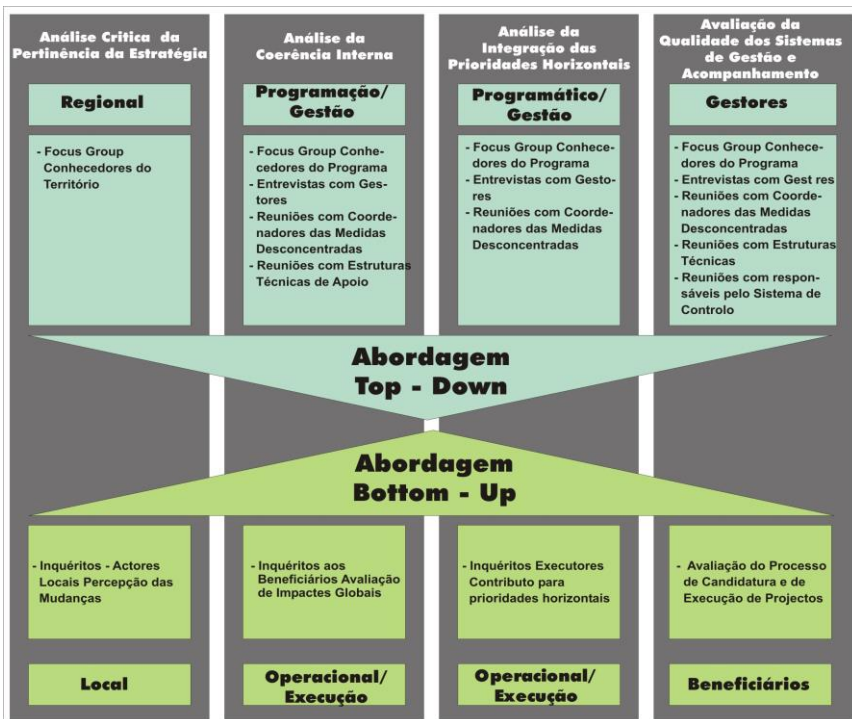 Análise Critica da
Pertinência da Estratégia
Regional
- Focus Group
Conhecedores do
Território
Análise da
Coerência Interna
Programação/
Gestão
- Focus Group Conhe-
cedores do Programa
- Entrevistas com Ges-
tores
- Reuniões com Coorde-
nadores das Medidas
Desconcentradas
- Reuniões com Estruturas
Técnicas de Apoio
Análise da
Integração das
Prioridades Horizontais
Programático/
Gestão
- Focus Group Conhece-
dores do Programa
- Entrevistas com Gesto-
res
- Reuniões com Coorde-
nadores das Medidas
Desconcentradas
Avaliação da
Qualidade dos Sistemas
de Gestão e
Acompanhamento
Gestores
- Focus Group Conhece-
dores do Programa
- Entrevistas com Gest res
- Reuniões com Coorde-
nadores das Medidas
Desconcentradas
- Reuniões com Estruturas
Técnicas
- Reuniões com respon-
sáveis pelo Sistema de
Controlo
Abordagem
Top - Down
Abordagem
Bottom - Up
- Inquéritos - Actores
Locais Percepção das
Mudanças
Local
- Inquéritos aos
Beneficiários Avaliação
de Impactes Globais
Operacional/
Execução
- Inquéritos Executores
Contributo para
prioridades horizontais
Operacional/
Execução
- Avaliação do Processo
de Candidatura e de
Execução de Projectos
Beneficiários